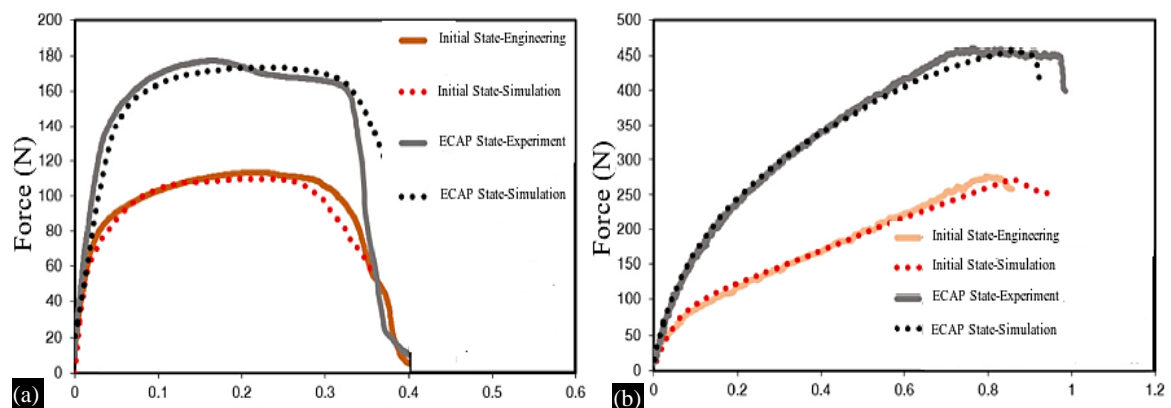 200
180
160
140
120
100
80
60
40
20
0
Force (N)
Initial State-Engineering
Initial State-Simulation
ECAP State-Experiment
ECAP State-Simulation
0 0.1 0.2 0.3 0.4 0.5 0.6
(a)
500
450
400
350
300
250
200
150
100
50
0
Force (N)
Initial State-Engineering
Initial State-Simulation
ECAP State-Experiment
ECAP State-Simulation
0 0.2 0.4 0.6 0.8 1 1.2
(b)